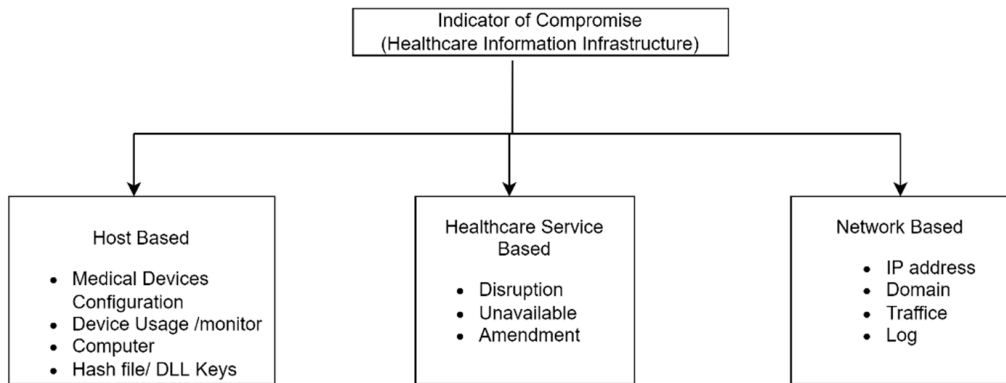 Indicator of Compromise
(Healthcare Information Infrastructure)
Host Based
• Medical Devices
Configuration
• Device Usage /monitor
• Computer
• Hash file/ DLL Keys
Healthcare Service
Based
• Disruption
• Unavailable
• Amendment
Network Based
• IP address
• Domain
• Traffice
• Log